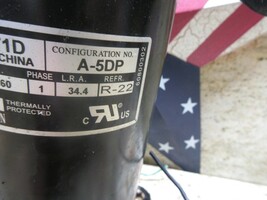 1D
CHINA
CONFIGURATION NO.
A-5DP
60
PHASE
1
L.R.A.
34.4
REFR.
R-22
THERMALLY
PROTECTED
C
US